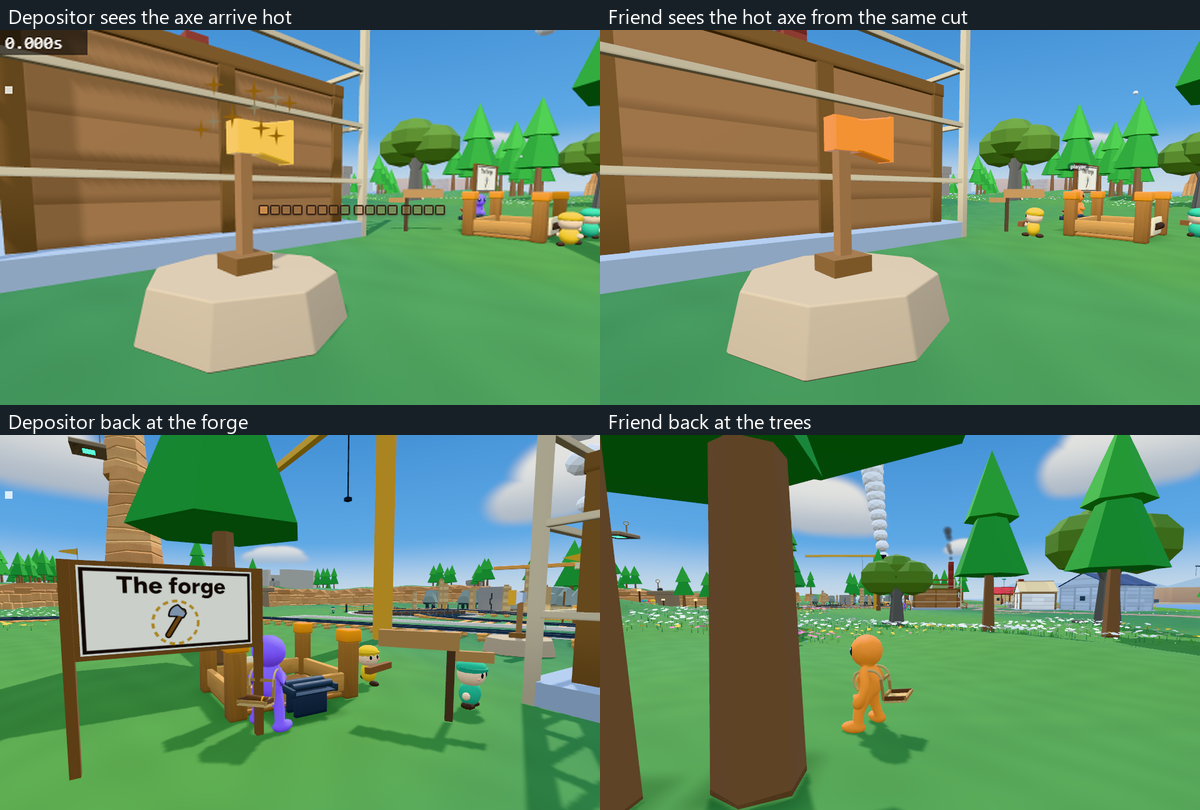 Depositor sees the axe arrive hot
Friend sees the hot axe from the same cut
0.000s
Depositor back at the forge
Friend back at the trees
The forge